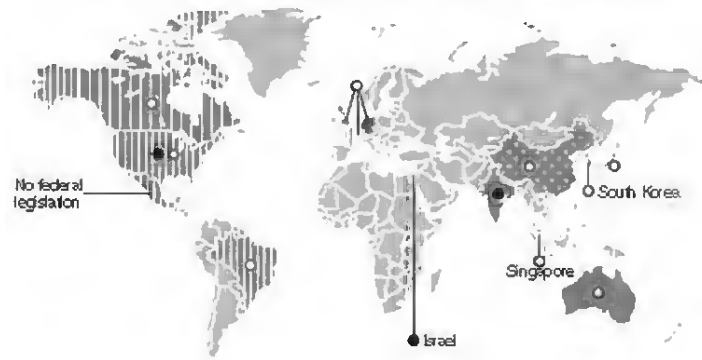 No federal
legislation
South Korea
Singapore
Israel